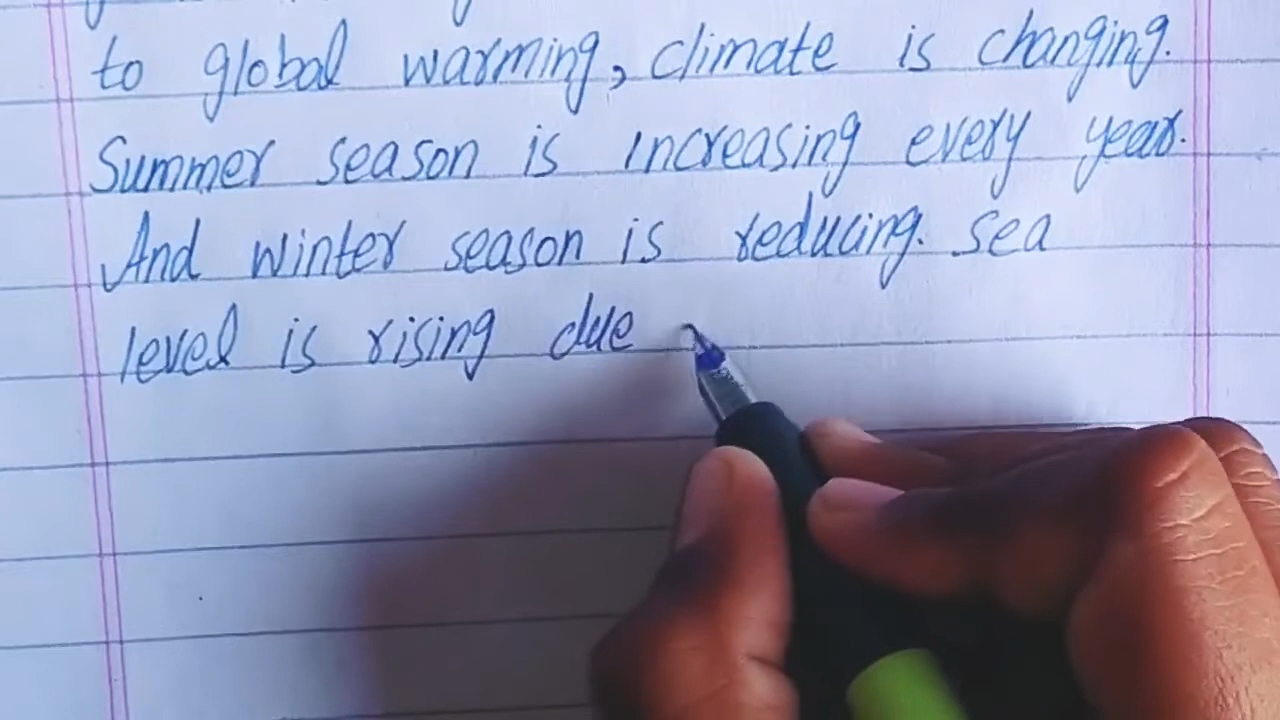 to global warming, climate is changing.
Summer season is increasing every year.
And winter season is reducing. sea
level is rising due